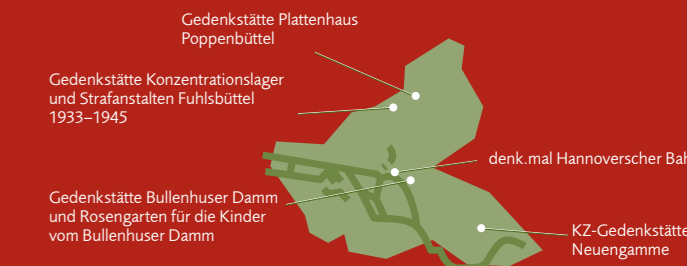 Gedenkstätte Plattenhaus
Poppenbüttel
Gedenkstätte Konzentrationslager
und Strafanstalten Fuhlsbüttel
1933–1945
denk.mal Hannoverscher Bah
Gedenkstätte Bullenhuser Damm
und Rosengarten für die Kinder
vom Bullenhuser Damm
KZ-Gedenkstätte
Neuengamme